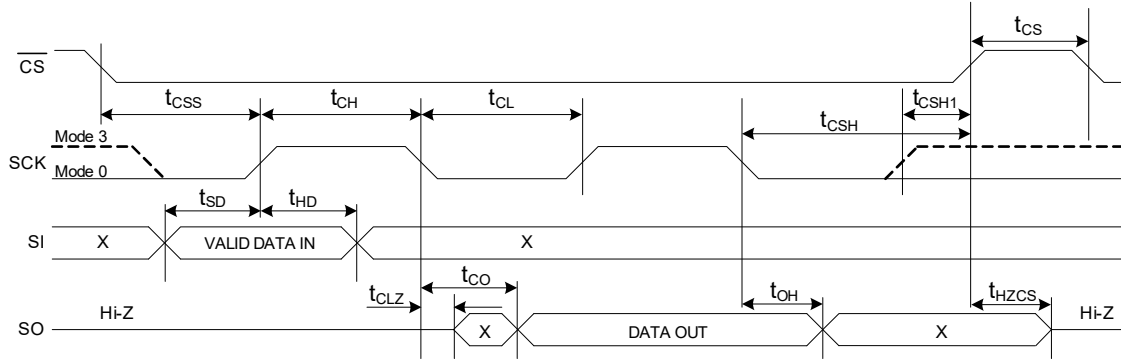 tCS
CS
tCSS
tCH
tCL
tCSH1
tCSH
Mode 3
SCK
Mode 0
tSD
tHD
SI
X
VALID DATA IN
X
tCO
tCLZ
tOH
tHZCS
Hi-Z
Hi-Z
SO
X
DATA OUT
X